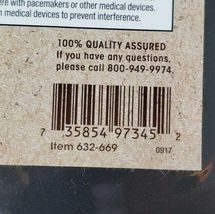 ere with pacemakers or other medical devices.
medical devices to prevent interference.
100% QUALITY ASSURED
If you have any questions,
please call 800-949-9974.
7 35854 97345 2
Item 632-669 0917